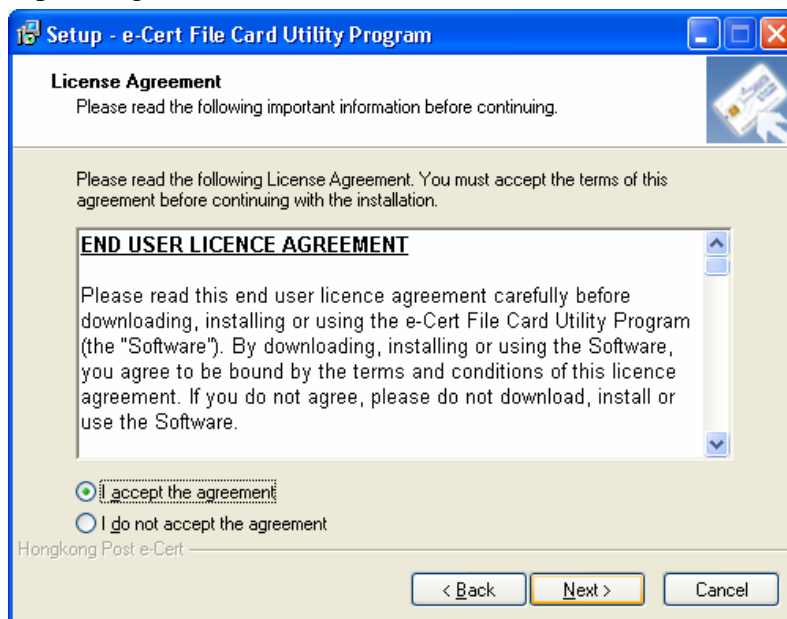 Setup - e-Cert File Card Utility Program
License Agreement
Please read the following important information before continuing.
Please read the following License Agreement. You must accept the terms of this
agreement before continuing with the installation.
END USER LICENCE AGREEMENT
Please read this end user licence agreement carefully before
downloading, installing or using the e-Cert File Card Utility Program
(the "Software"). By downloading, installing or using the Software,
you agree to be bound by the terms and conditions of this licence
agreement. If you do not agree, please do not download, install or
use the Software.
I accept the agreement
I do not accept the agreement
Hongkong Post e-Cert
< Back Next > Cancel